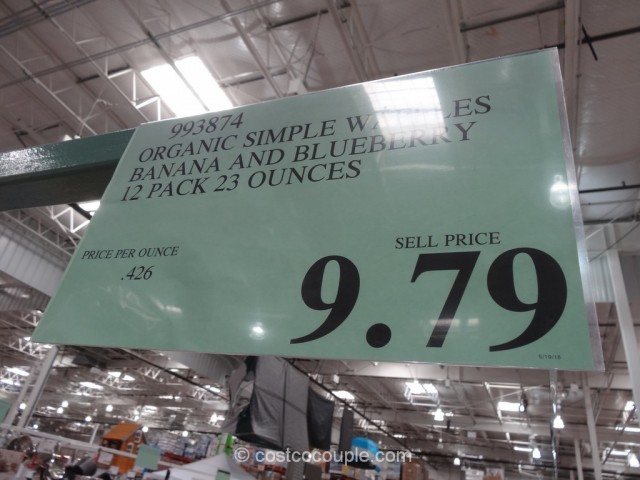 993874
ORGANIC SIMPLE WAFFLES
BANANA AND BLUEBERRY
12 PACK 23 OUNCES
PRICE PER OUNCE
.426
SELL PRICE
9.79
© costcocouple.com